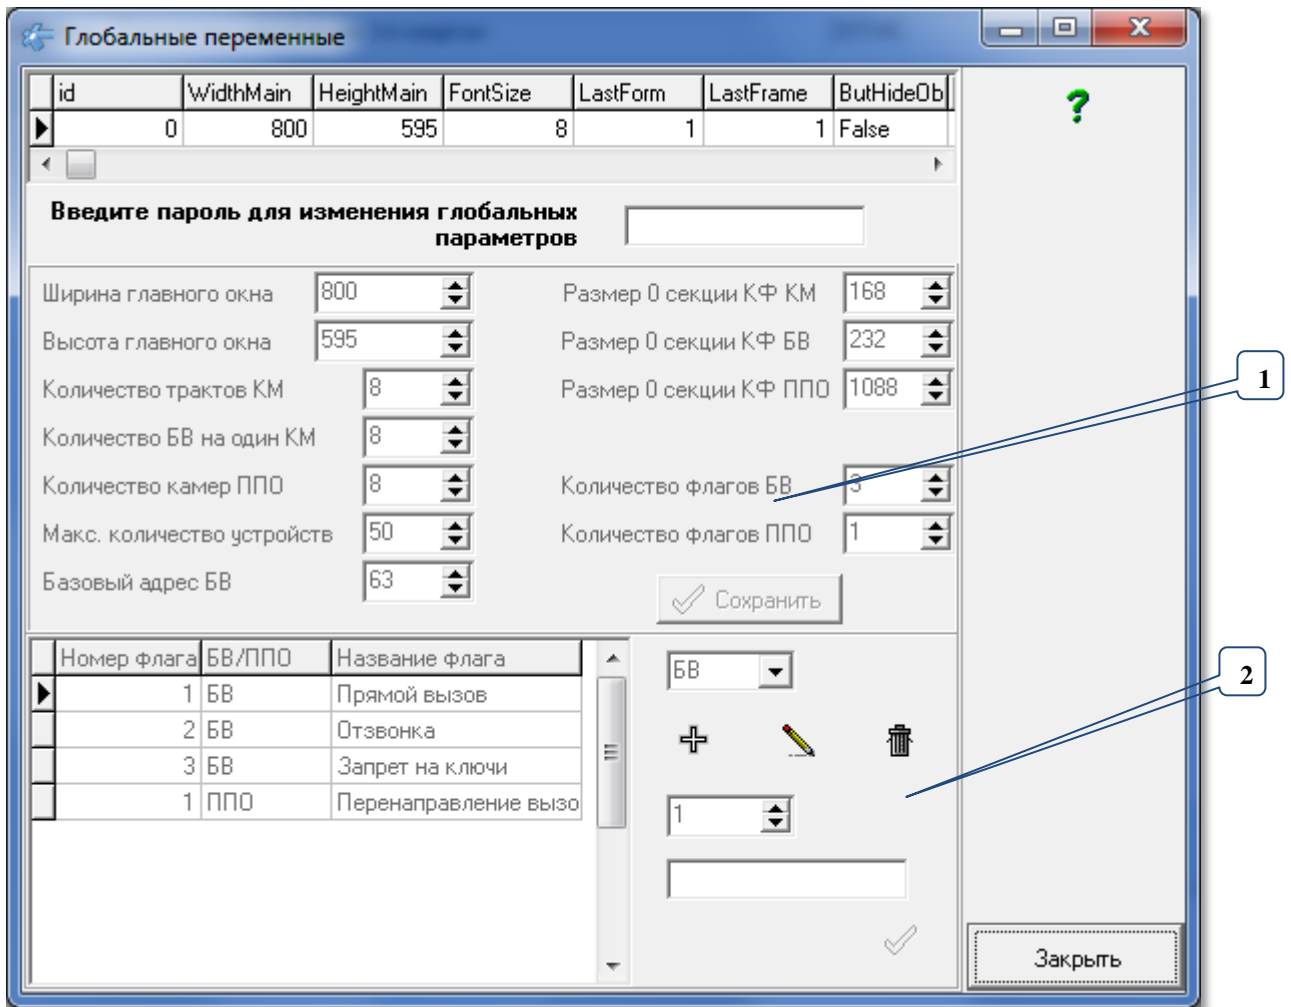 Глобальные переменные
id WidthMain HeightMain FontSize LastForm LastFrame ButHideOb
0 800 595 8 1 1 False
Введите пароль для изменения глобальных
параметров
Ширина главного окна 800 Размер 0 секции КФ КМ 168
Высота главного окна 595 Размер 0 секции КФ БВ 232
Количество трактов КМ 8 Размер 0 секции КФ ППО 1088
Количество БВ на один КМ 8
Количество камер ППО 8 Количество флагов БВ 3
Макс. количество устройств 50 Количество флагов ППО 1
Базовый адрес БВ 63
Сохранить
Номер флага БВ/ППО Название флага
1 БВ Прямой вызов
2 БВ Отзвонка
3 БВ Запрет на ключи
1 ППО Перенаправление вызо
БВ
1
Закрыть
?
1
2